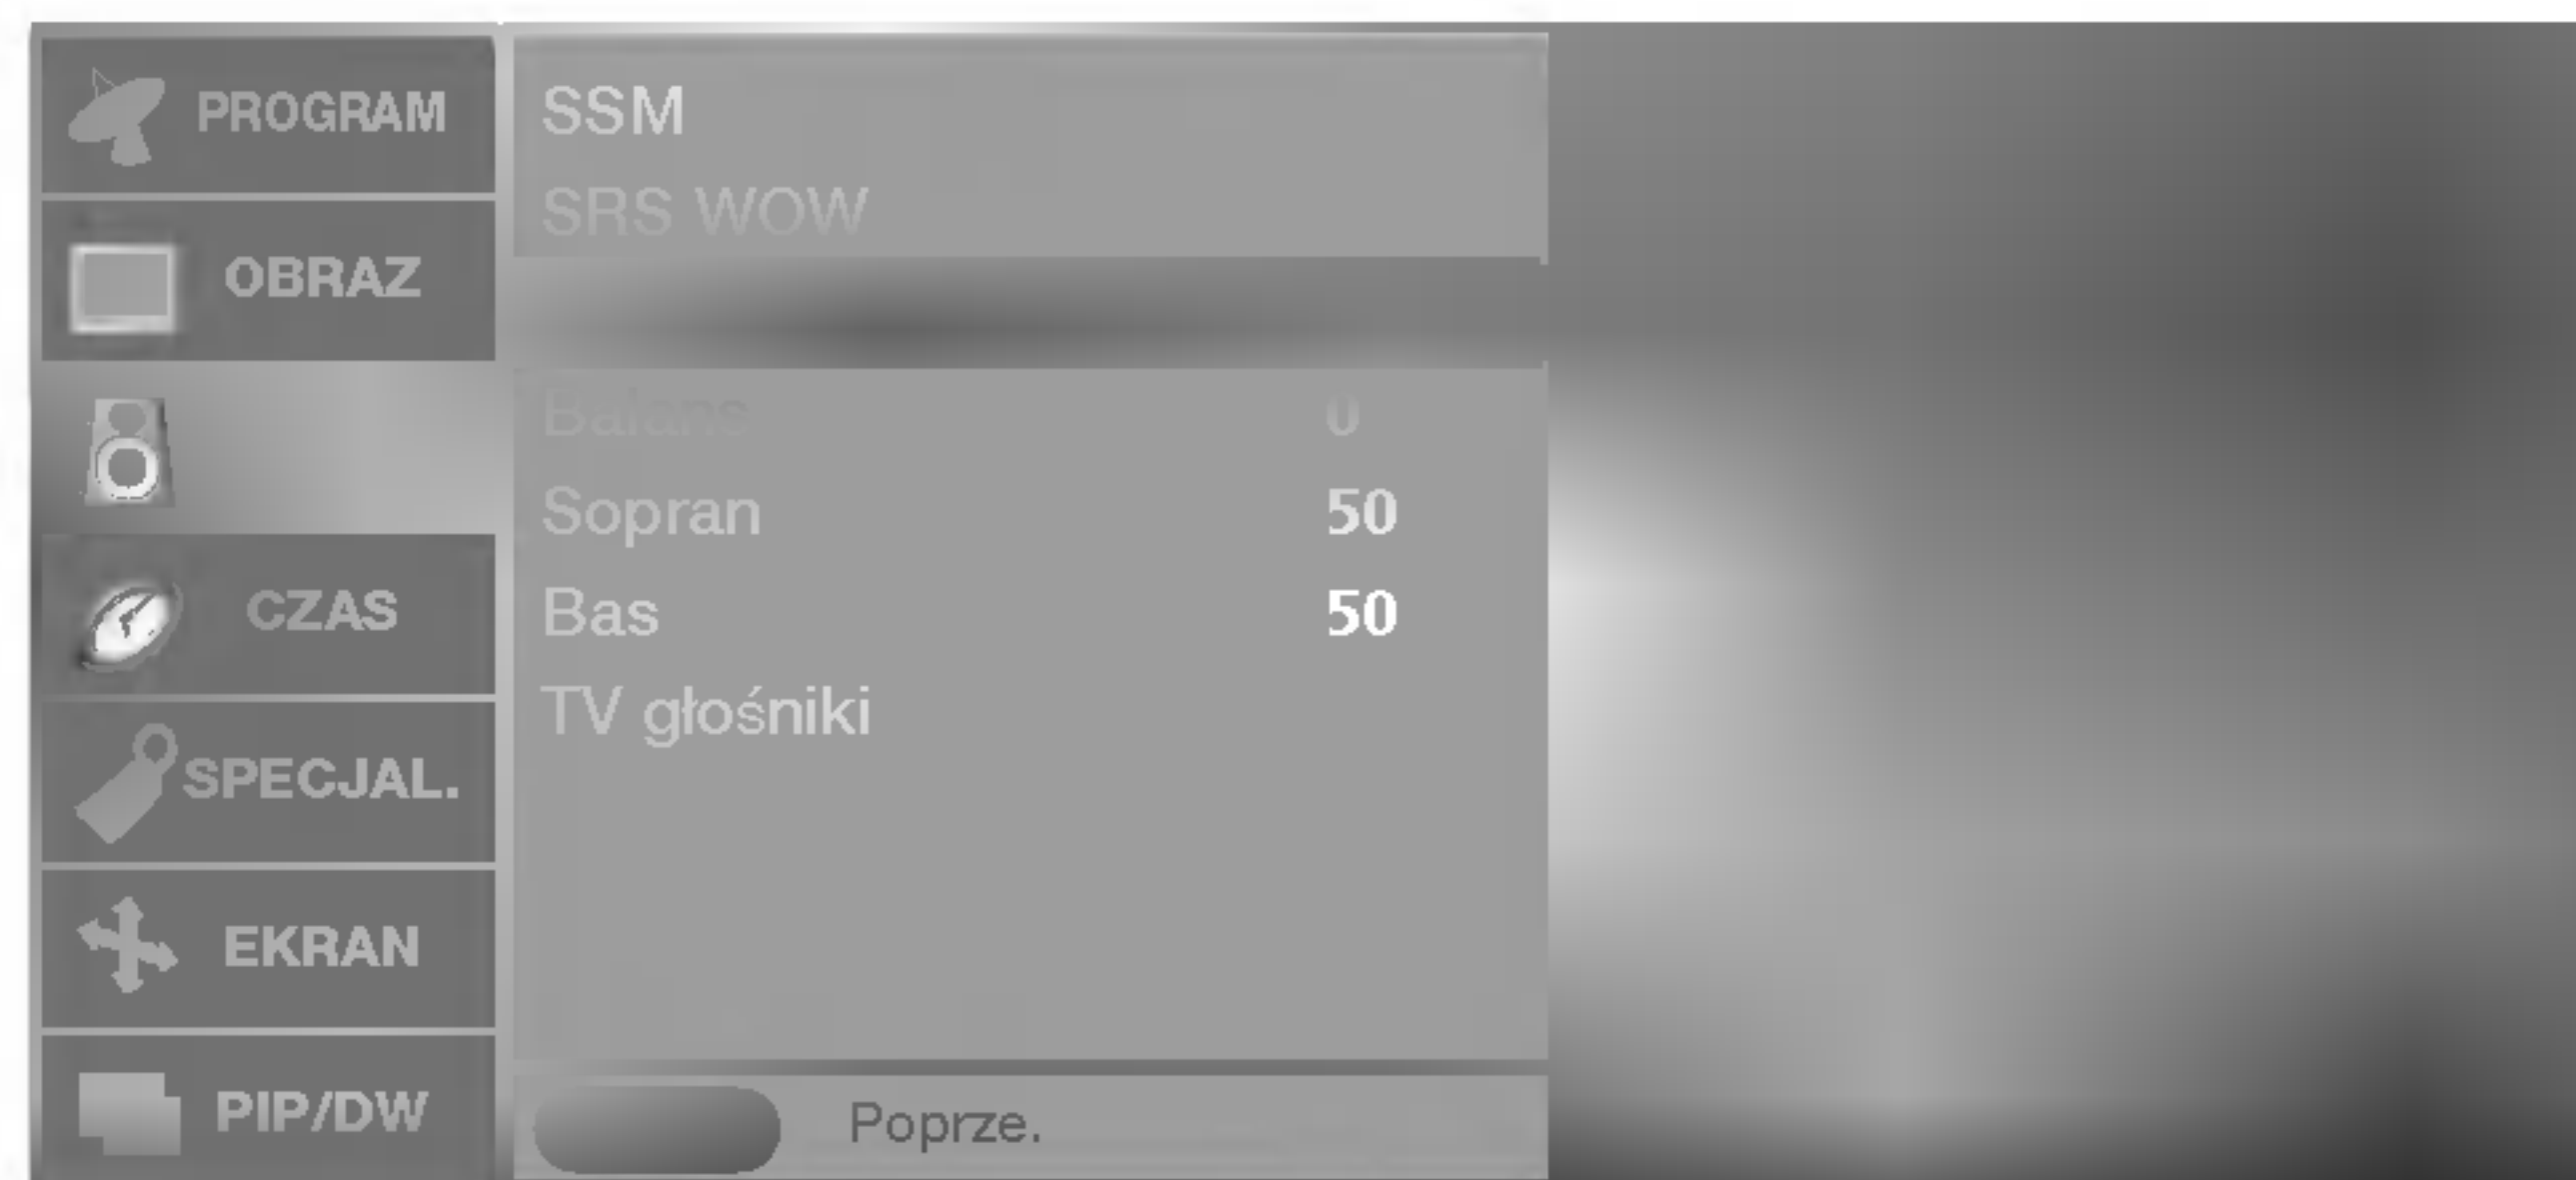 PROGRAM
OBRAZ
CZAS
SPECJAL.
EKRAN
PIP/DW
SSM
SRS WOW
Balans 0
Sopran 50
Bas 50
TV głośniki
Poprze.